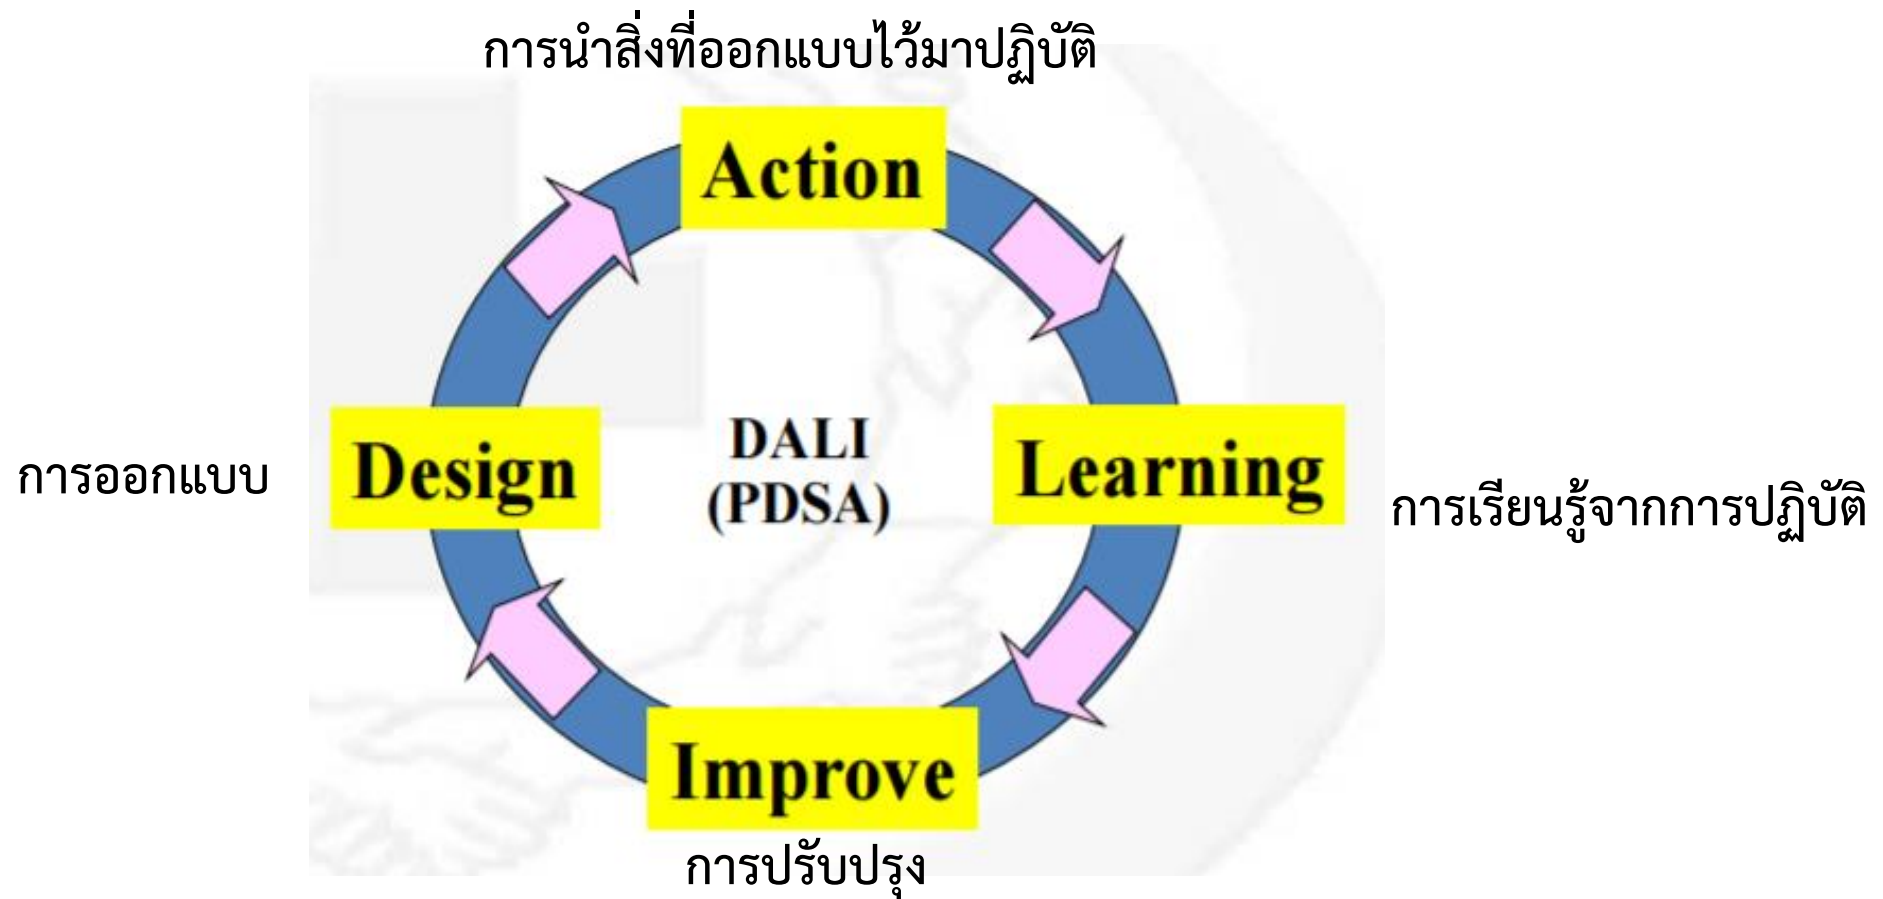 การนำสิ่งที่ออกแบบไว้มาปฏิบัติ
Action
Design
DALI
(PDSA)
Learning
การออกแบบ
การเรียนรู้จากการปฏิบัติ
Improve
การปรับปรุง